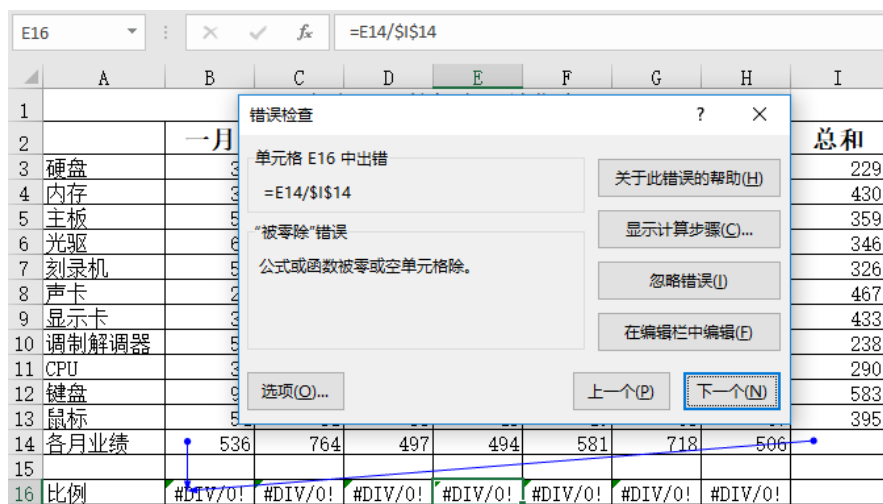 E16 fx =E14/$I$14
A B C D E F G H I
1
错误检查 ? ×
2 一月 总和
单元格 E16 中出错
=E14/$I$14
关于此错误的帮助(H)
“被零除”错误
显示计算步骤(C)...
公式或函数被零或空单元格除。
忽略错误(I)
在编辑栏中编辑(F)
选项(O)...
上一个(P) 下一个(N)
3 硬盘 229
4 内存 430
5 主板 359
6 光驱 346
7 刻录机 326
8 声卡 467
9 显示卡 433
10 调制解调器 238
11 CPU 290
12 键盘 583
13 鼠标 395
14 各月业绩 536 764 497 494 581 718 506
15
16 比例 #DIV/0! #DIV/0! #DIV/0! #DIV/0! #DIV/0! #DIV/0! #DIV/0!